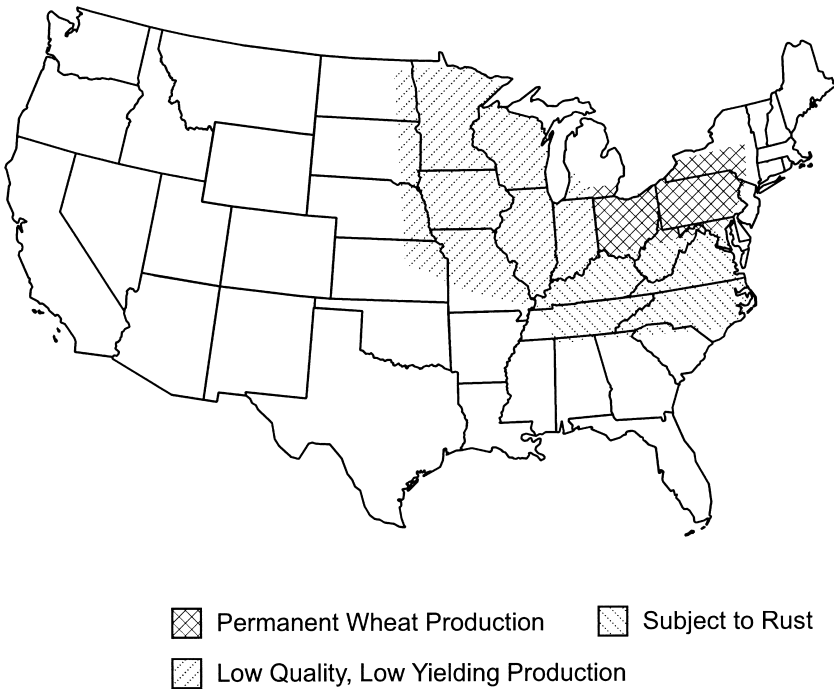 Permanent Wheat Production
Subject to Rust
Low Quality, Low Yielding Production